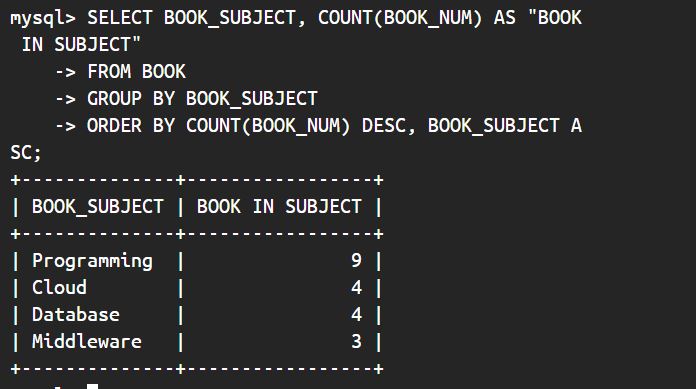 mysql> SELECT BOOK_SUBJECT, COUNT(BOOK_NUM) AS "BOOK
 IN SUBJECT"
    -> FROM BOOK
    -> GROUP BY BOOK_SUBJECT
    -> ORDER BY COUNT(BOOK_NUM) DESC, BOOK_SUBJECT A
SC;
+--------------+-----------------+
| BOOK_SUBJECT | BOOK IN SUBJECT |
+--------------+-----------------+
| Programming  |               9 |
| Cloud        |               4 |
| Database     |               4 |
| Middleware   |               3 |
+--------------+-----------------+